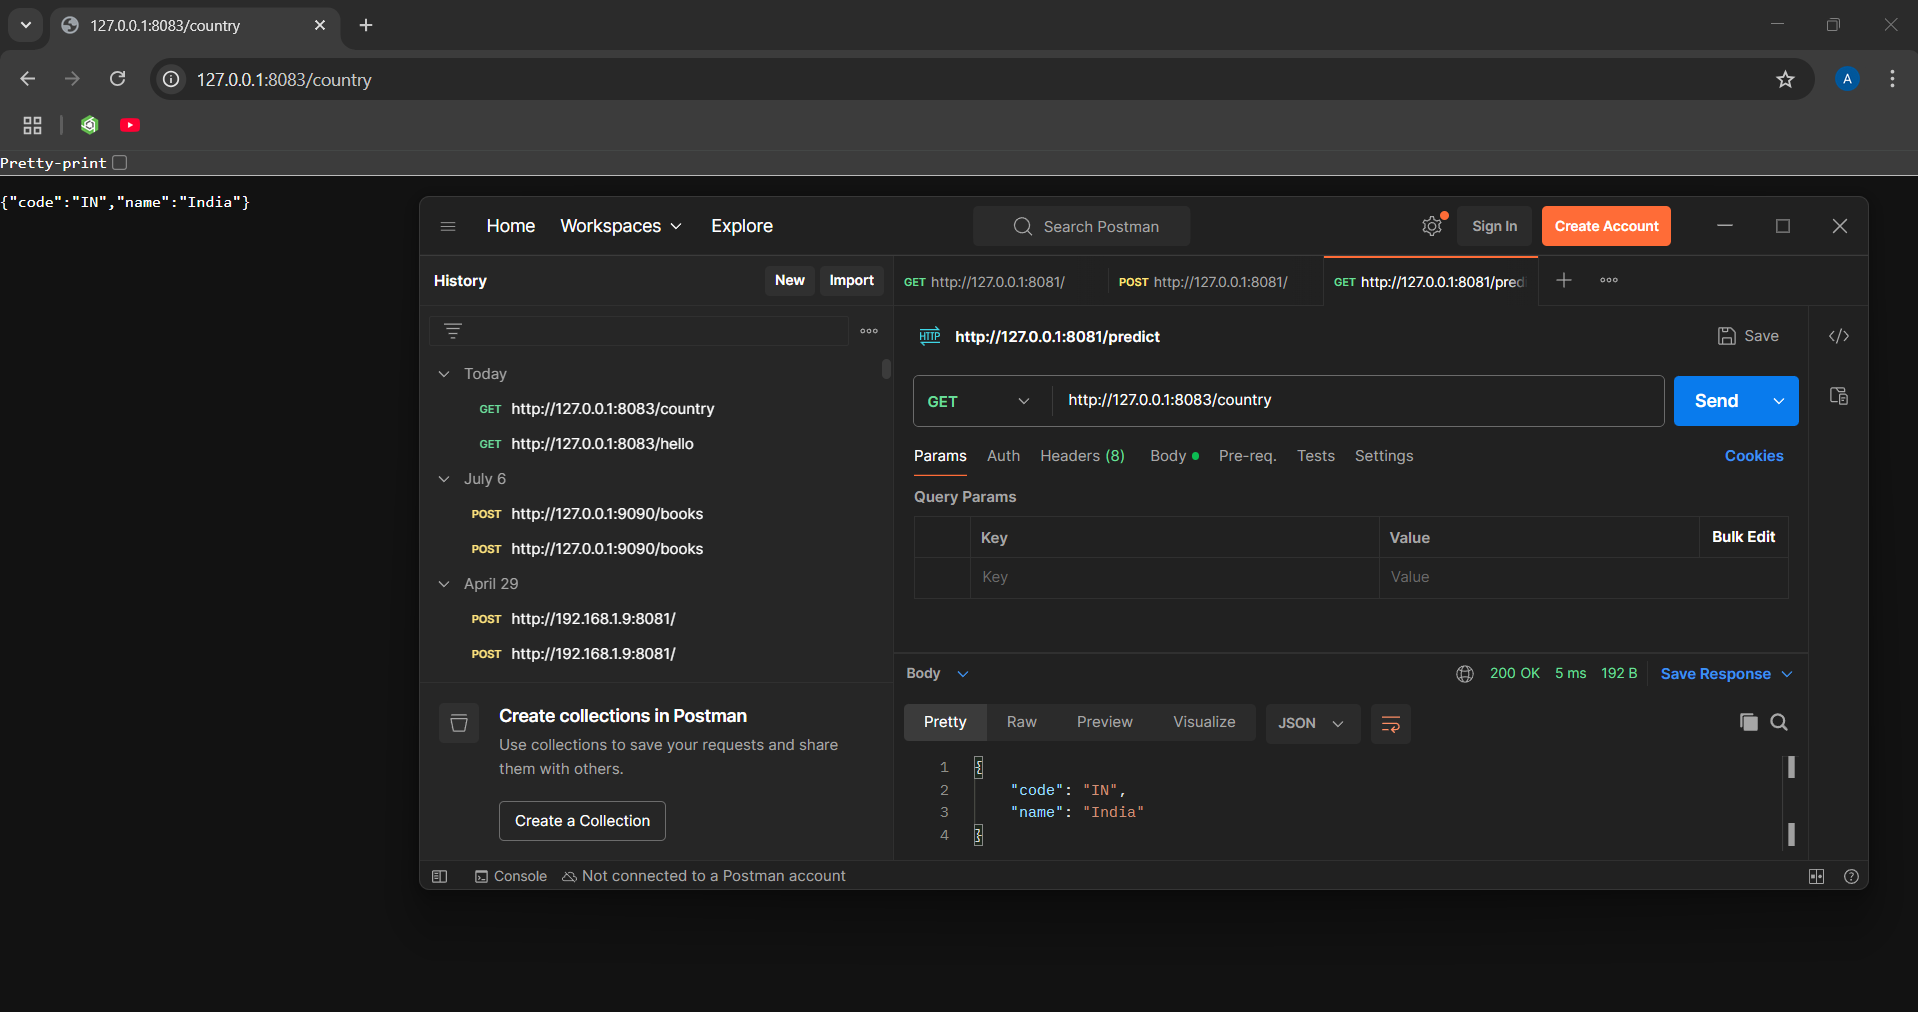 127.0.0.1:8083/country
127.0.0.1:8083/country
A
Pretty-print
{"code":"IN","name":"India"}
Home Workspaces Explore Search Postman Sign In Create Account
History New Import
GET http://127.0.0.1:8081/ POST http://127.0.0.1:8081/ GET http://127.0.0.1:8081/pred
HTTP http://127.0.0.1:8081/predict Save </>
Today
GET http://127.0.0.1:8083/country
GET http://127.0.0.1:8083/hello
July 6
POST http://127.0.0.1:9090/books
POST http://127.0.0.1:9090/books
April 29
POST http://192.168.1.9:8081/
POST http://192.168.1.9:8081/
Create collections in Postman
Use collections to save your requests and share
them with others.
Create a Collection
GET http://127.0.0.1:8083/country Send
Params Auth Headers (8) Body Pre-req. Tests Settings Cookies
Query Params
Key Value Bulk Edit
Key Value
Body 200 OK 5 ms 192 B Save Response
Pretty Raw Preview Visualize JSON
1 {
2 "code": "IN",
3 "name": "India"
4 }
Console Not connected to a Postman account